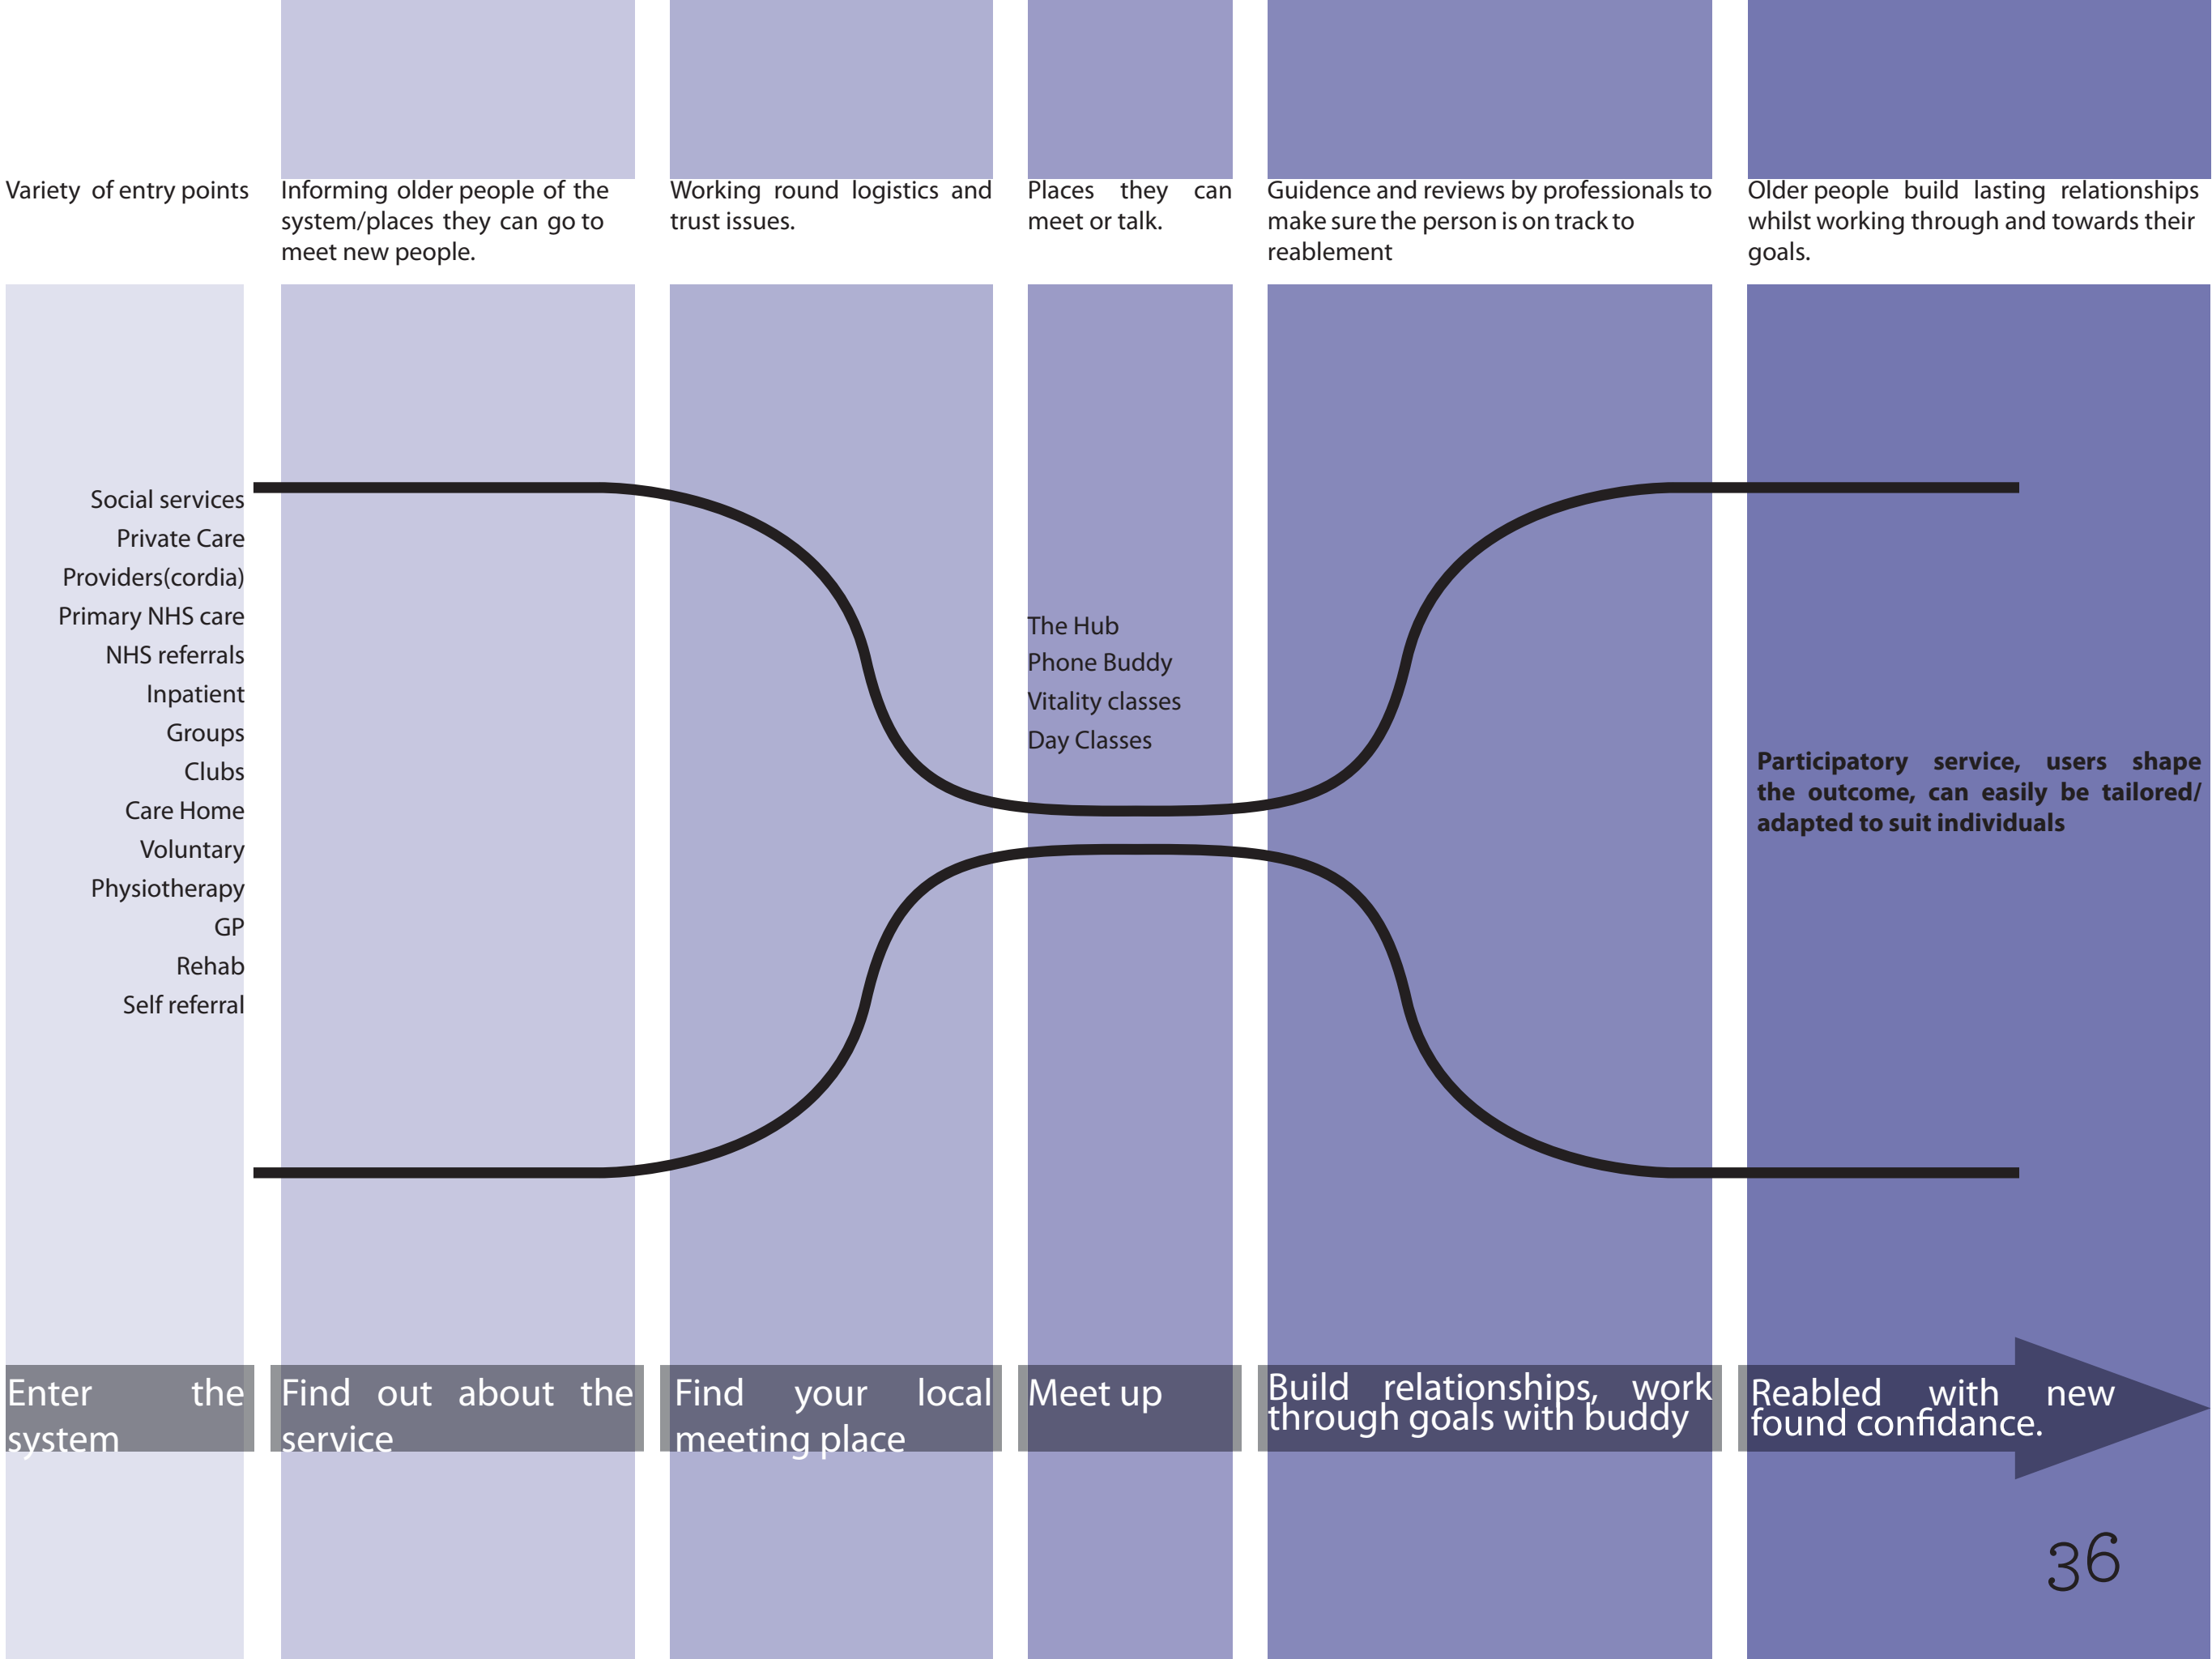 Variety of entry points
Informing older people of the
system/places they can go to
meet new people.
Working round logistics and
trust issues.
Places they can
meet or talk.
Guidence and reviews by professionals to
make sure the person is on track to
reablement
Older people build lasting relationships
whilst working through and towards their
goals.
Social services
Private Care
Providers(cordia)
Primary NHS care
NHS referrals
Inpatient
Groups
Clubs
Care Home
Voluntary
Physiotherapy
GP
Rehab
Self referral
The Hub
Phone Buddy
Vitality classes
Day Classes
Participatory service, users shape
the outcome, can easily be tailored/
adapted to suit individuals
Enter the
system
Find out about the
service
Find your local
meeting place
Meet up
Build relationships, work
through goals with buddy
Reabled with new
found confidance.
36